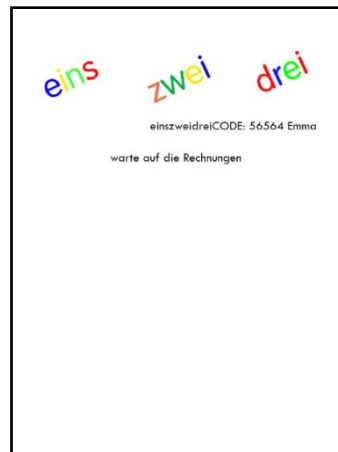 eins zwei drei
einszweidreiCODE: 56564 Emma
warte auf die Rechnungen